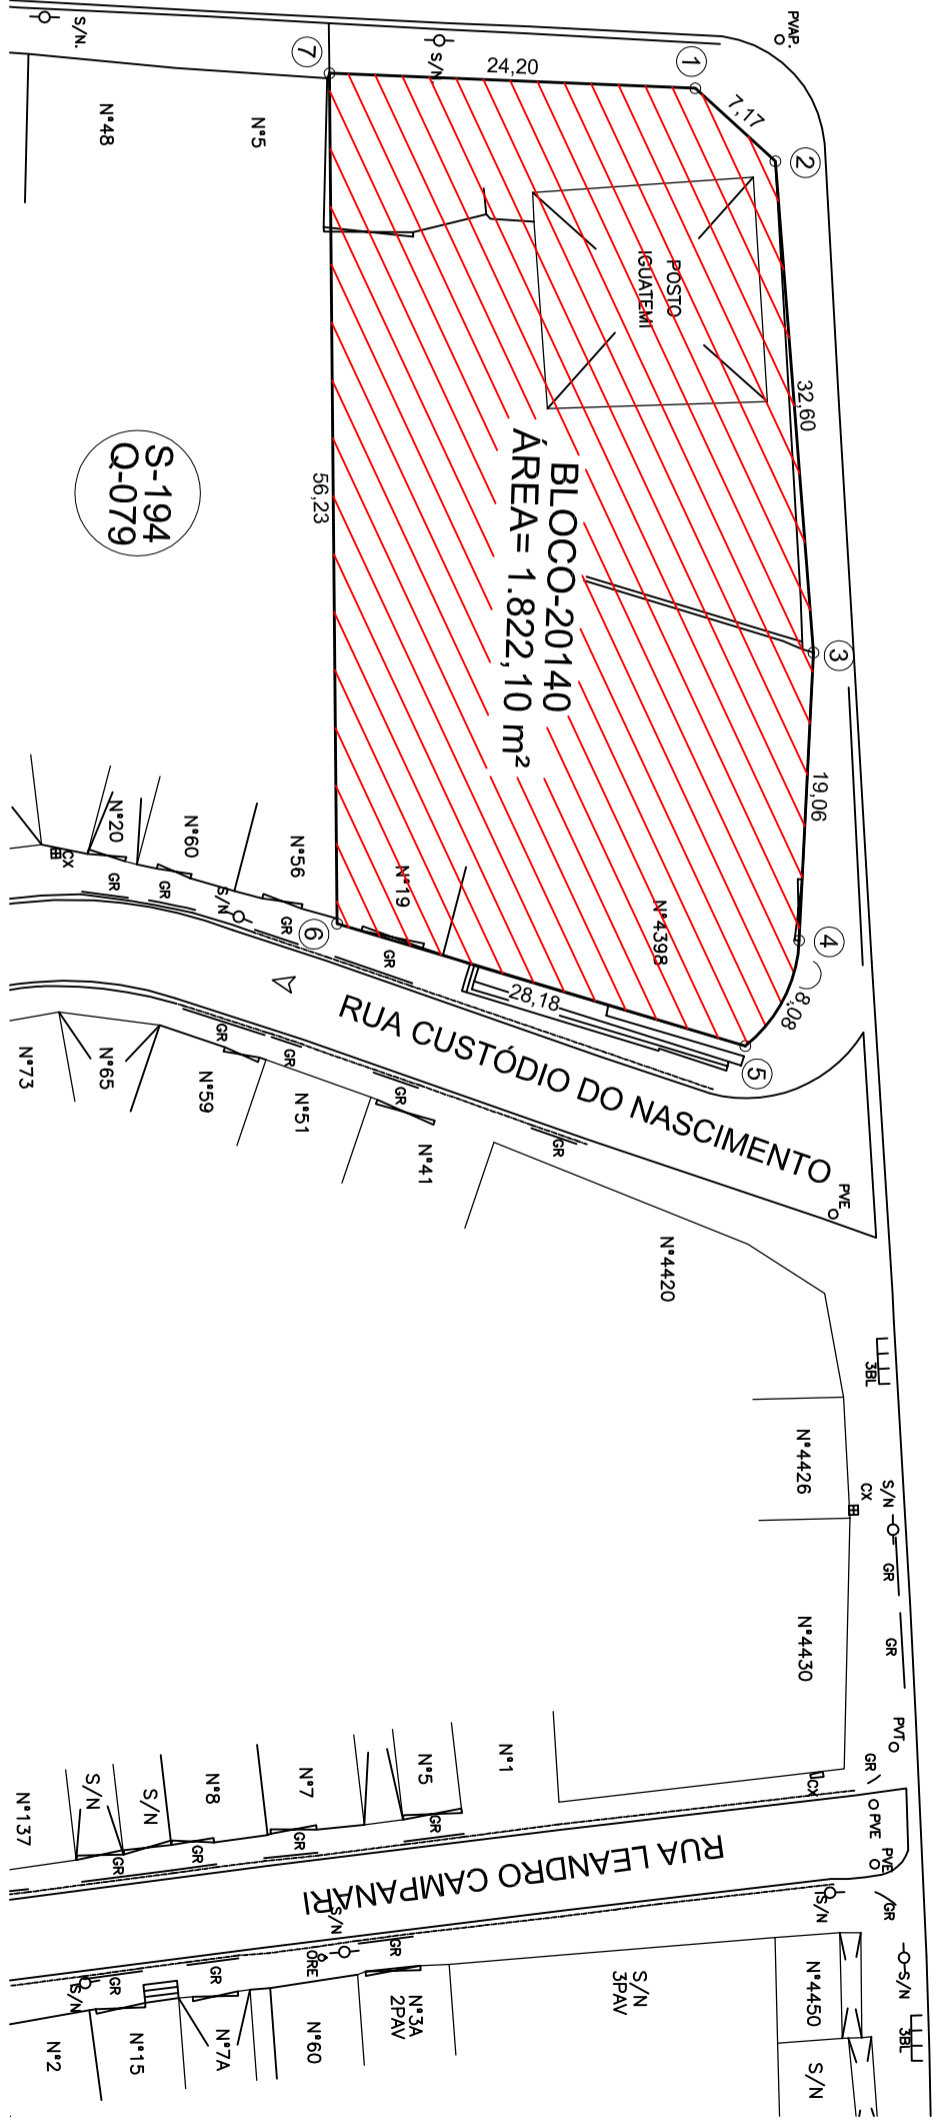 PVAP.
S/N.
S/N
24,20
7
1
2
7,17
N°48
N°5
POSTO
IGUATEMI
32,60
BLOCO-20140
ÁREA= 1.822,10 m²
S-194
Q-079
56,23
3
19,06
4
8,08
5
28,18
6
N°4398
N°19
N°56
N°60
N°20
CX
GR
GR
S/N
GR
GR
RUA CUSTÓDIO DO NASCIMENTO
PVE
N°73
N°65
N°59
N°51
N°41
GR
GR
GR
GR
N°4420
3BL
N°4426
CX
S/N
GR
GR
N°4430
PVT
GR
CX
PVE
PVE
GR
N°1
N°5
N°7
N°8
S/N
S/N
N°137
GR
GR
GR
GR
RUA LEANDRO CAMPANARI
S/N
S/N
S/N
3BL
ORE
GR
GR
GR
S/N
N°4450
S/N
S/N
3PAV
N°3A
2PAV
N°60
N°7A
N°15
N°2